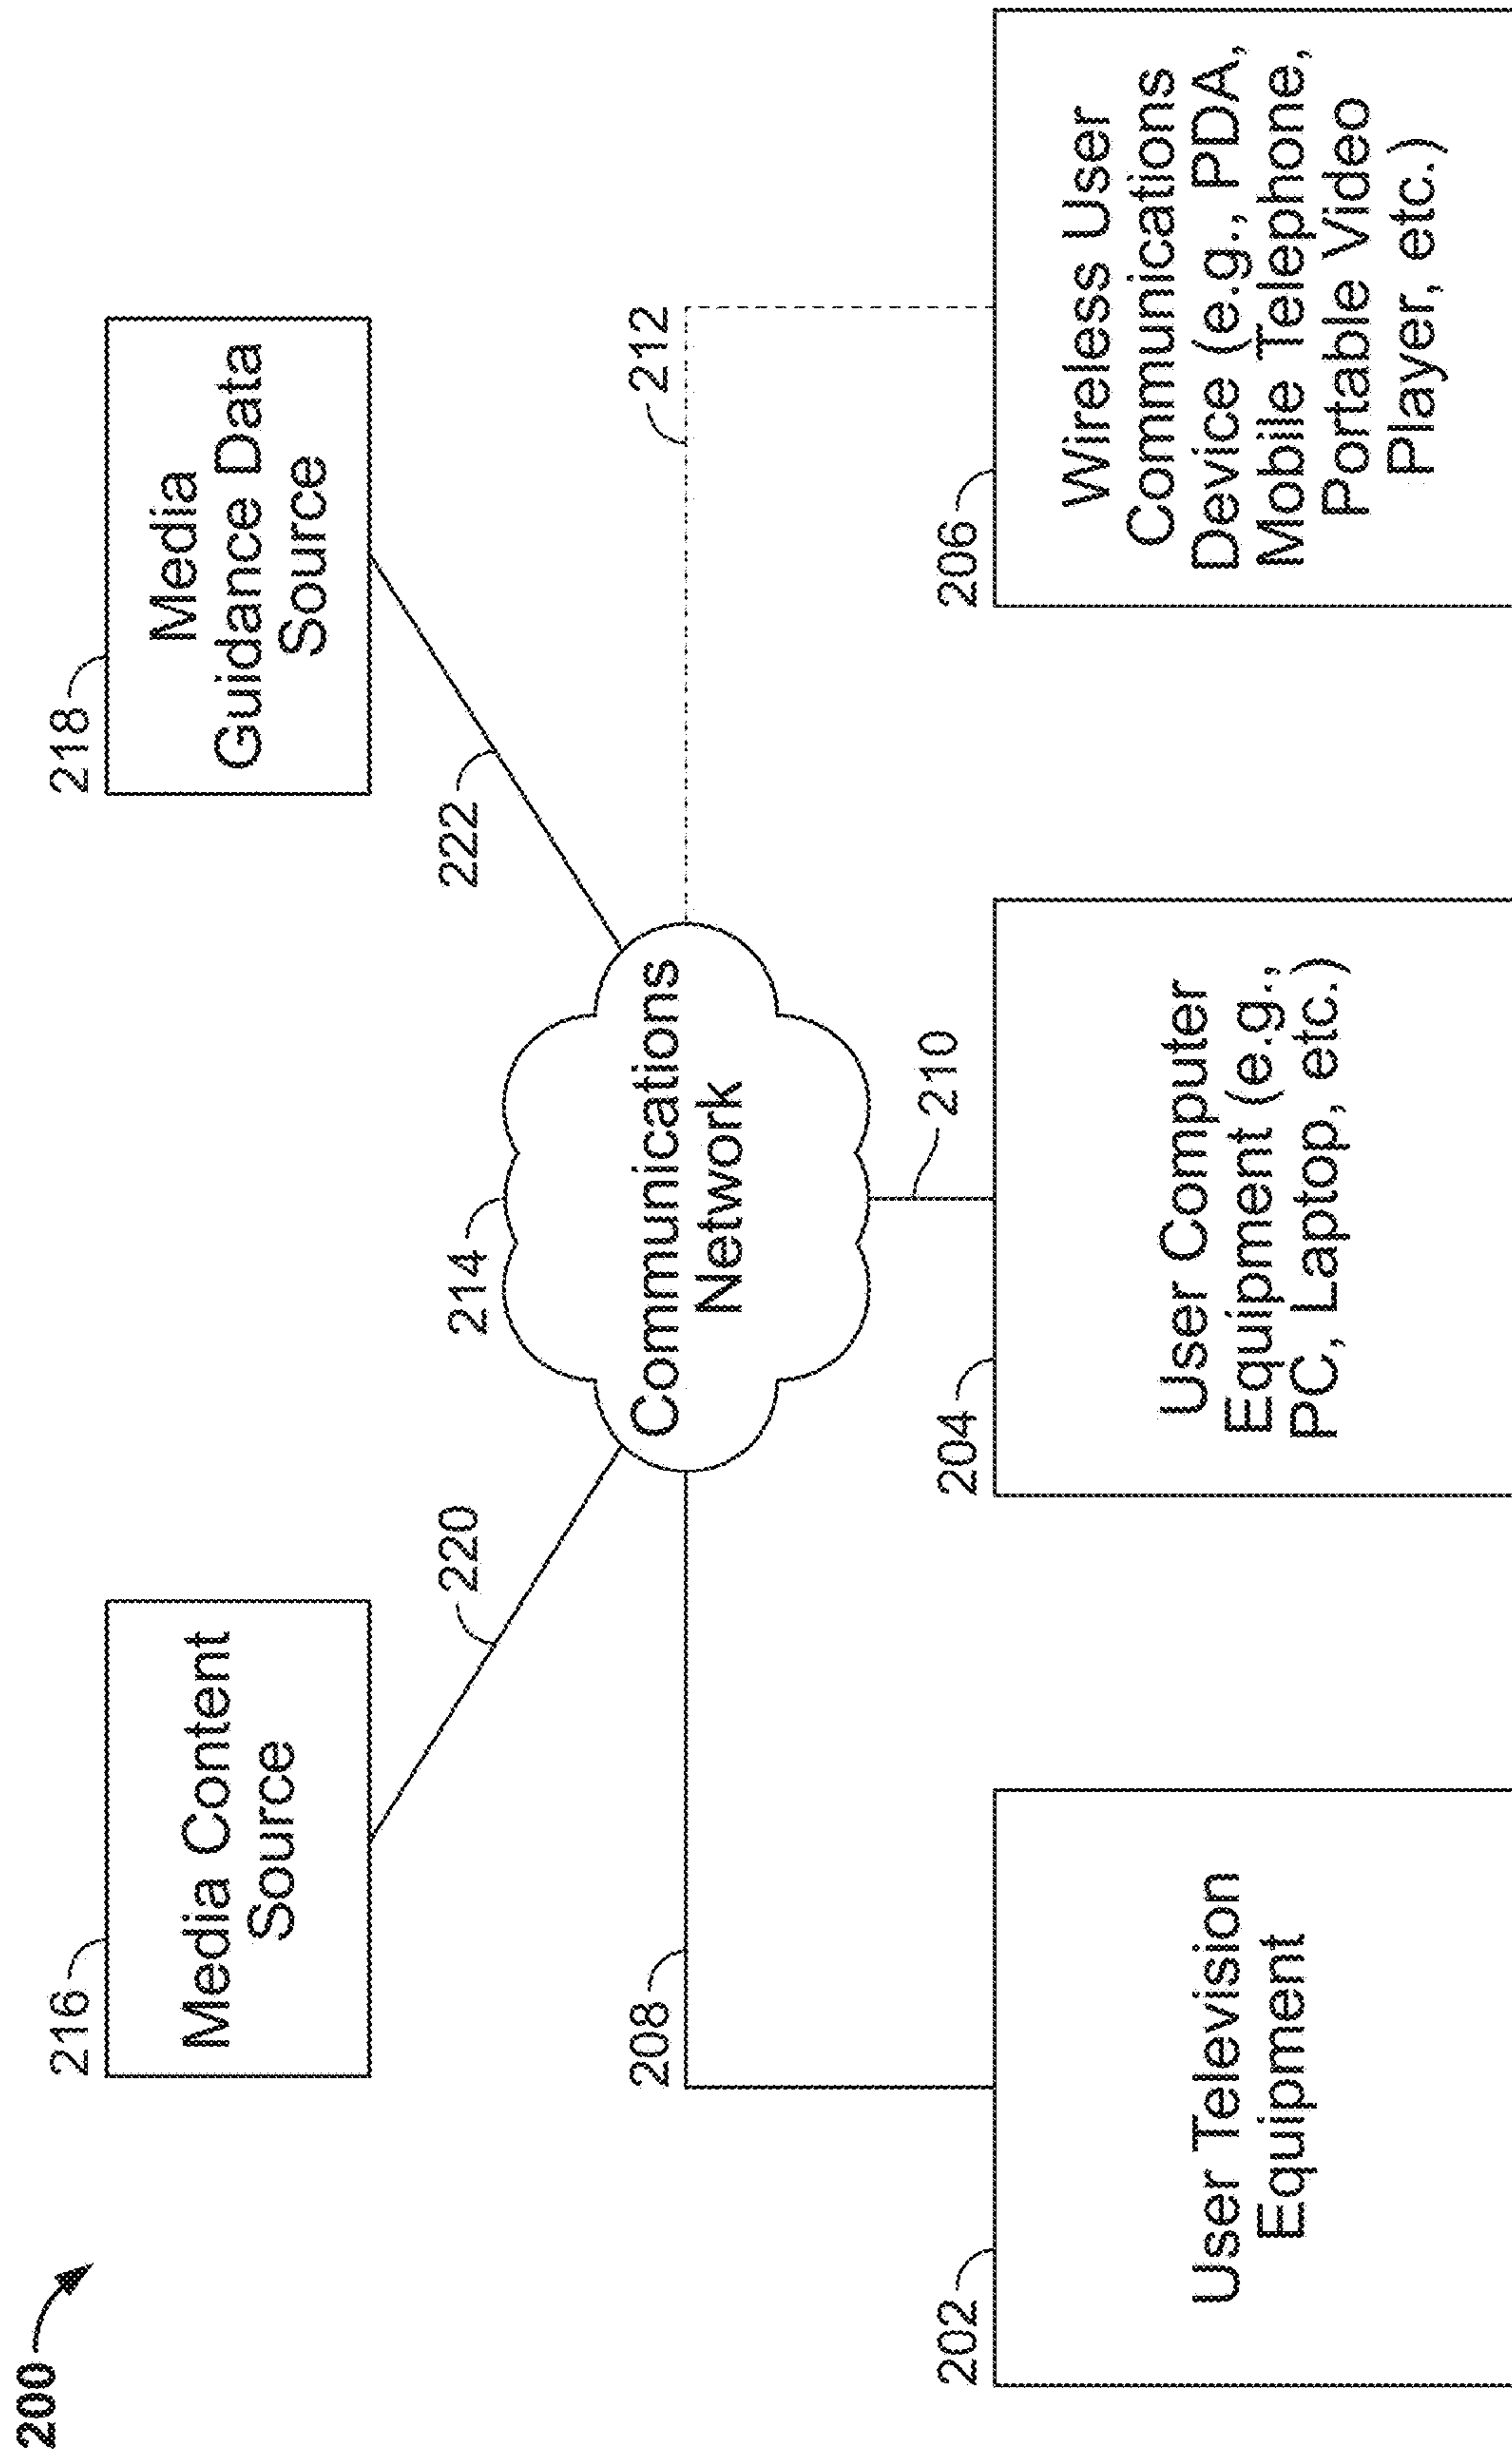 200
216
Media Content
Source
218
Media
Guidance Data
Source
220
222
214
Communications
Network
208
212
210
202
User Television
Equipment
204
User Computer
Equipment (e.g.,
PC, Laptop, etc.)
206
Wireless User
Communications
Device (e.g., PDA,
Mobile Telephone,
Portable Video
Player, etc.)